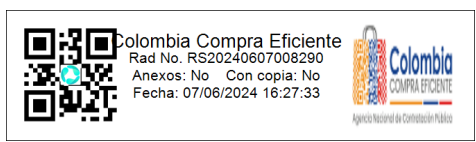 Colombia Compra Eficiente
Rad No. RS20240607008290
Anexos: No Con copia: No
Fecha: 07/06/2024 16:27:33
Colombia
COMPRA EFICIENTE
Agencia Nacional de Contratación Pública